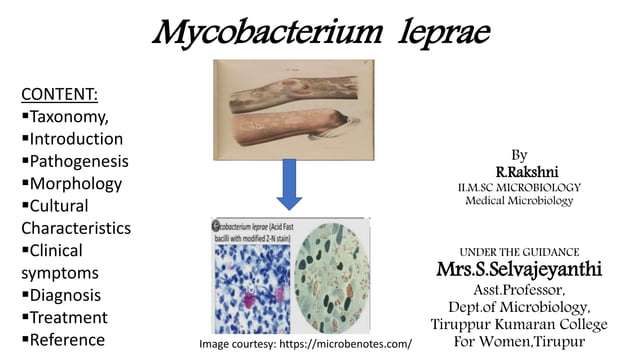 Mycobacterium leprae
CONTENT:
▪Taxonomy,
▪Introduction
▪Pathogenesis
▪Morphology
▪Cultural
Characteristics
▪Clinical
symptoms
▪Diagnosis
▪Treatment
▪Reference
cobacterium leprae (Acid Fast
bacilli with modified Z-N stain)
Image courtesy: https://microbenotes.com/
By
R.Rakshni
II.M.SC MICROBIOLOGY
Medical Microbiology
UNDER THE GUIDANCE
Mrs.S.Selvajeyanthi
Asst.Professor,
Dept.of Microbiology,
Tiruppur Kumaran College
For Women,Tirupur